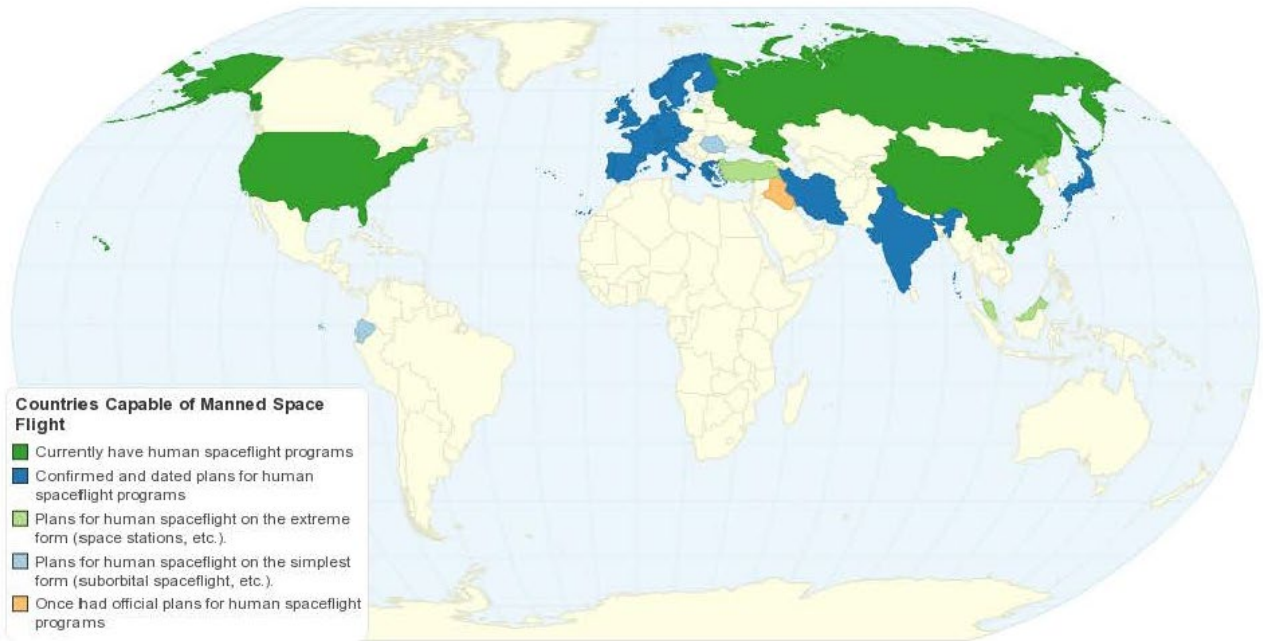 Countries Capable of Manned Space
Flight
Currently have human spaceflight programs
Confirmed and dated plans for human
spaceflight programs
Plans for human spaceflight on the extreme
form (space stations, etc.).
Plans for human spaceflight on the simplest
form (suborbital spaceflight, etc.).
Once had official plans for human spaceflight
programs